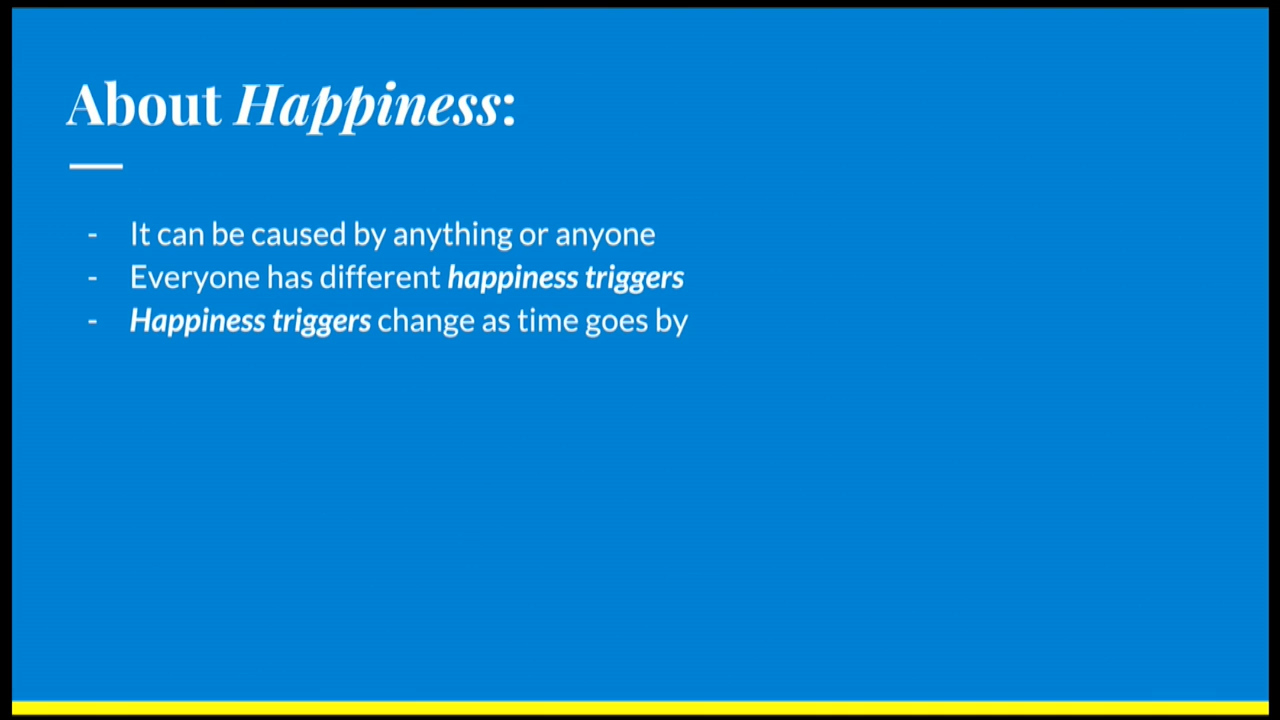 About Happiness:
- It can be caused by anything or anyone
- Everyone has different happiness triggers
- Happiness triggers change as time goes by